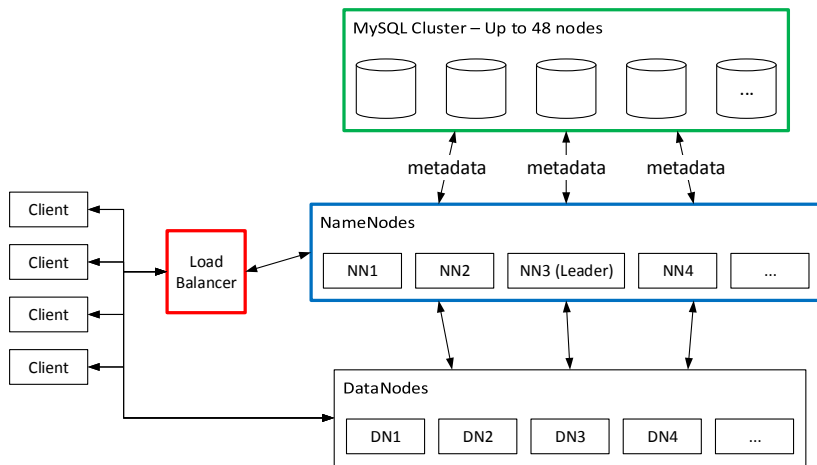 MySQL Cluster – Up to 48 nodes
...
metadata metadata metadata
Client
Client
Client
Client
Load
Balancer
NameNodes
NN1 NN2 NN3 (Leader) NN4 ...
DataNodes
DN1 DN2 DN3 DN4 ...